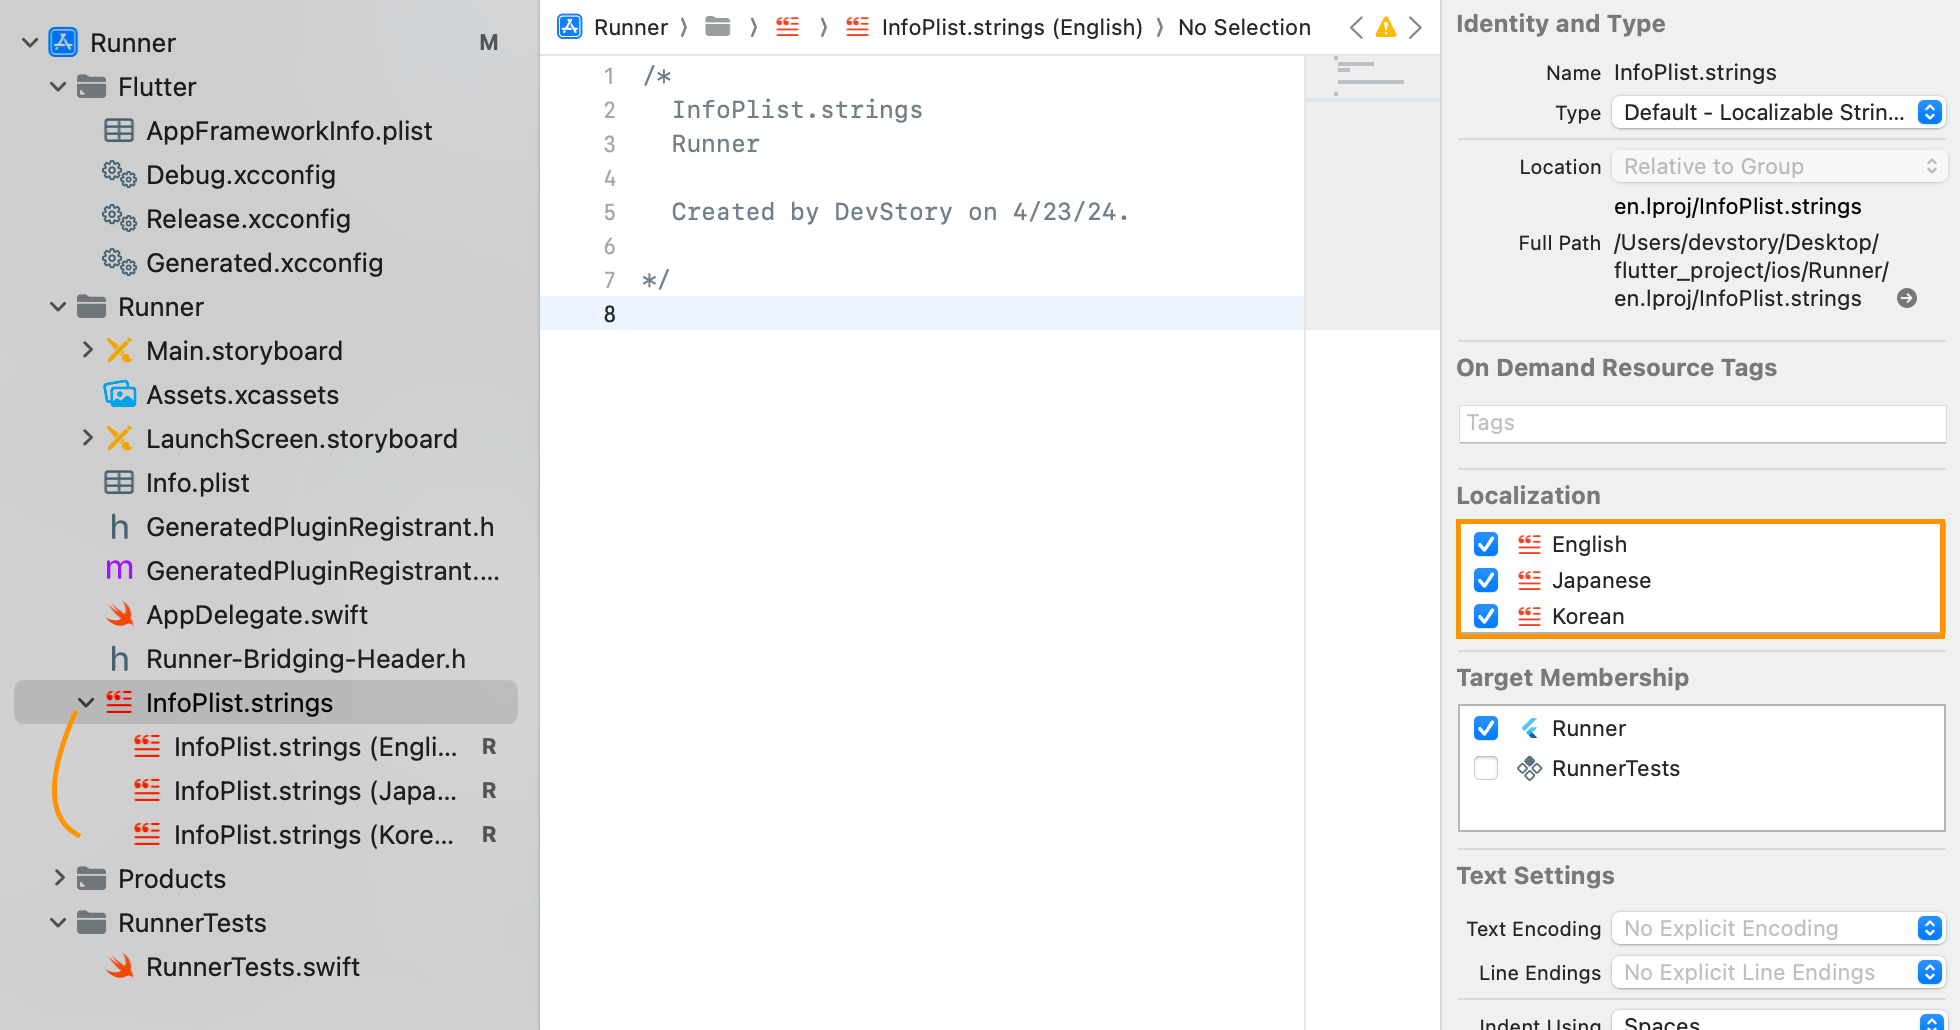 Runner M
Flutter
AppFrameworkInfo.plist
Debug.xcconfig
Release.xcconfig
Generated.xcconfig
Runner
Main.storyboard
Assets.xcassets
LaunchScreen.storyboard
Info.plist
h GeneratedPluginRegistrant.h
m GeneratedPluginRegistrant....
AppDelegate.swift
h Runner-Bridging-Header.h
InfoPlist.strings
InfoPlist.strings (Engli... R
InfoPlist.strings (Japa... R
InfoPlist.strings (Kore... R
Products
RunnerTests
RunnerTests.swift
Runner 〉 〉 〉 InfoPlist.strings (English) 〉 No Selection
1 /*
2 InfoPlist.strings
3 Runner
4
5 Created by DevStory on 4/23/24.
6
7 */
8
Identity and Type
Name InfoPlist.strings
Type Default - Localizable Strin...
Location Relative to Group
en.lproj/InfoPlist.strings
Full Path /Users/devstory/Desktop/
flutter_project/ios/Runner/
en.lproj/InfoPlist.strings
On Demand Resource Tags
Tags
Localization
English
Japanese
Korean
Target Membership
Runner
RunnerTests
Text Settings
Text Encoding No Explicit Encoding
Line Endings No Explicit Line Endings
Indent Using Spaces